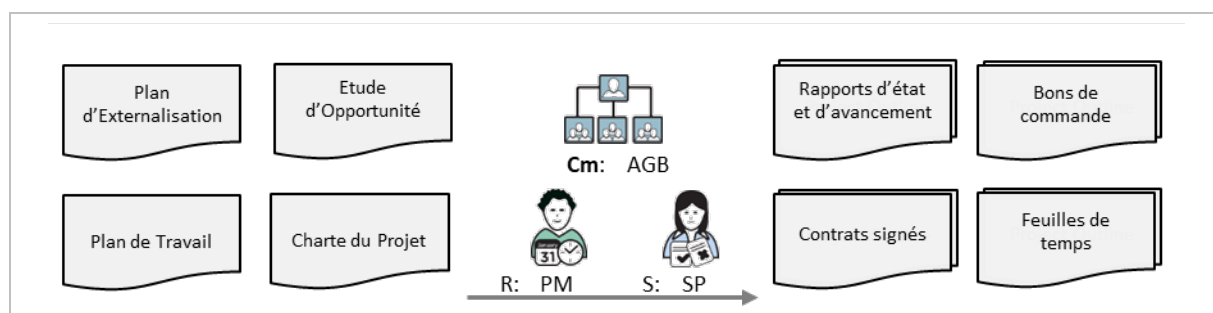 Plan
d’Externalisation
Etude
d’Opportunité
Rapports d’état
et d’avancement
Bons de
commande
Cm: AGB
Plan de Travail
Charte du Projet
31
Contrats signés
Feuilles de
temps
R: PM
S: SP